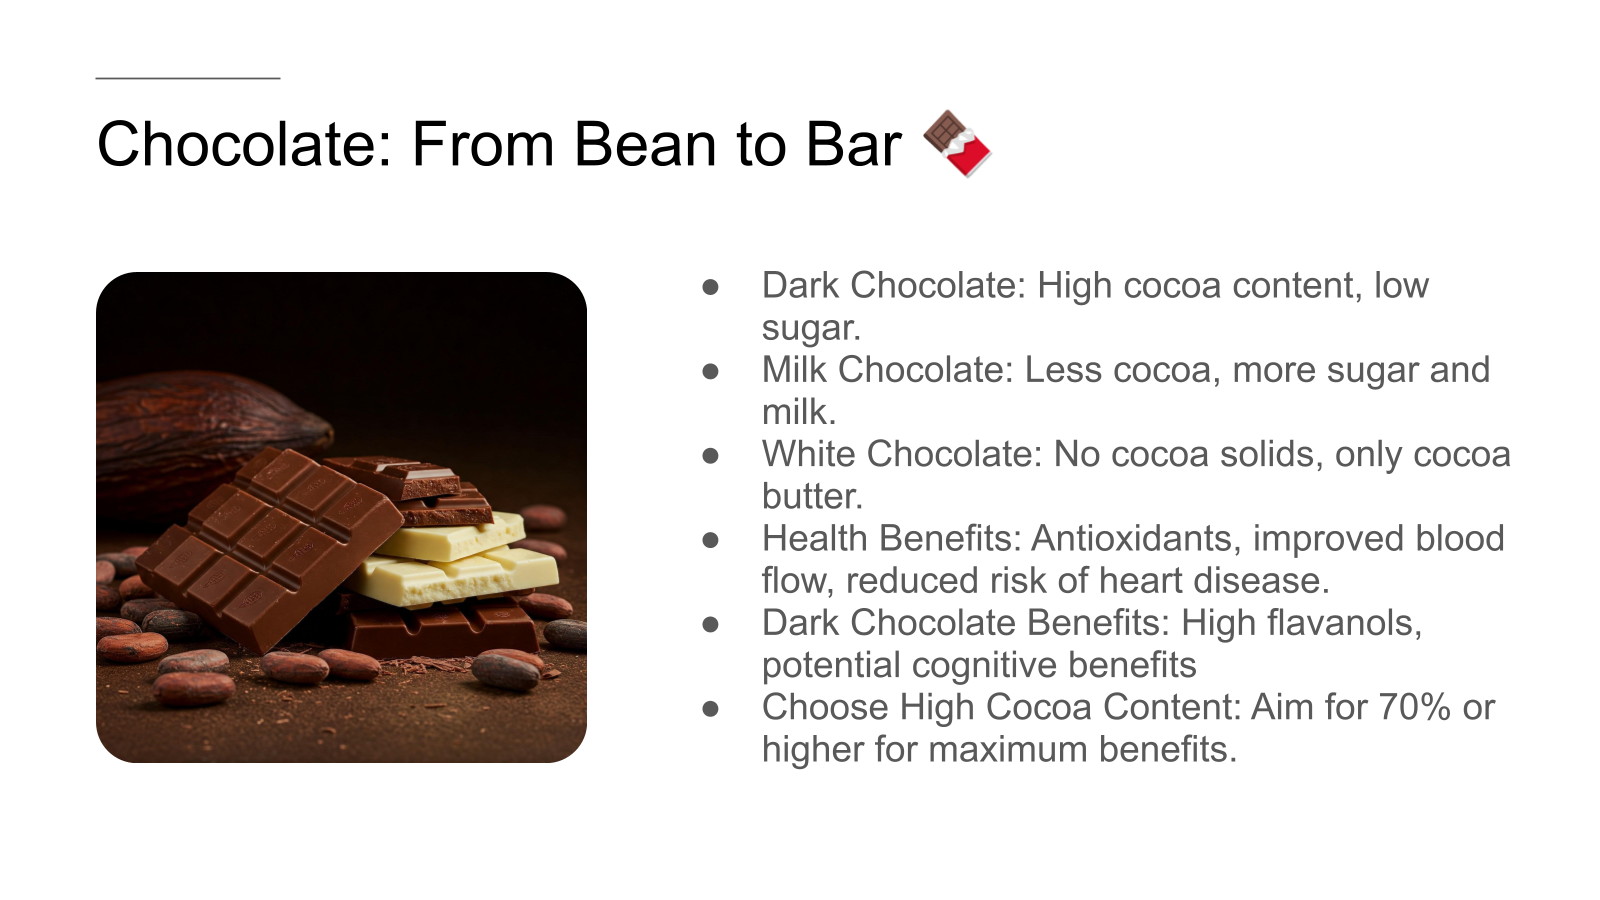 Chocolate: From Bean to Bar 🍫
● Dark Chocolate: High cocoa content, low
sugar.
● Milk Chocolate: Less cocoa, more sugar and
milk.
● White Chocolate: No cocoa solids, only cocoa
butter.
● Health Benefits: Antioxidants, improved blood
flow, reduced risk of heart disease.
● Dark Chocolate Benefits: High flavanols,
potential cognitive benefits
● Choose High Cocoa Content: Aim for 70% or
higher for maximum benefits.